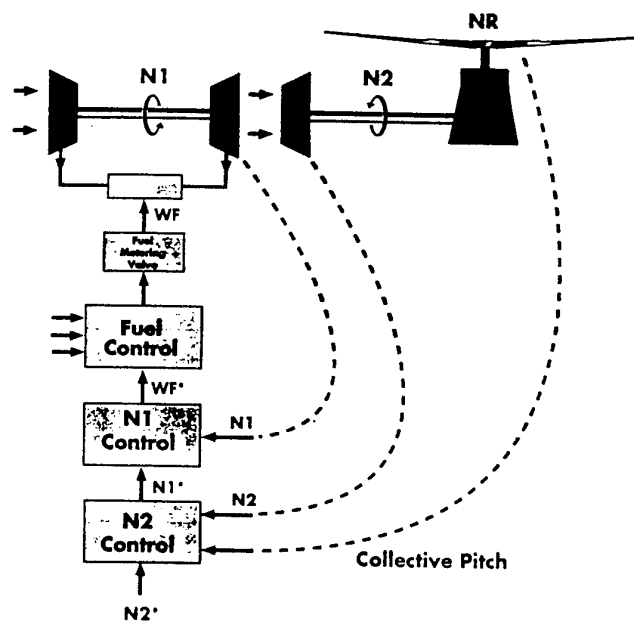 NR
N1
N2
WF
Fuel
Metering
Valve
Fuel
Control
WF*
N1
Control
N1
N1*
N2
Control
N2
Collective Pitch
N2*